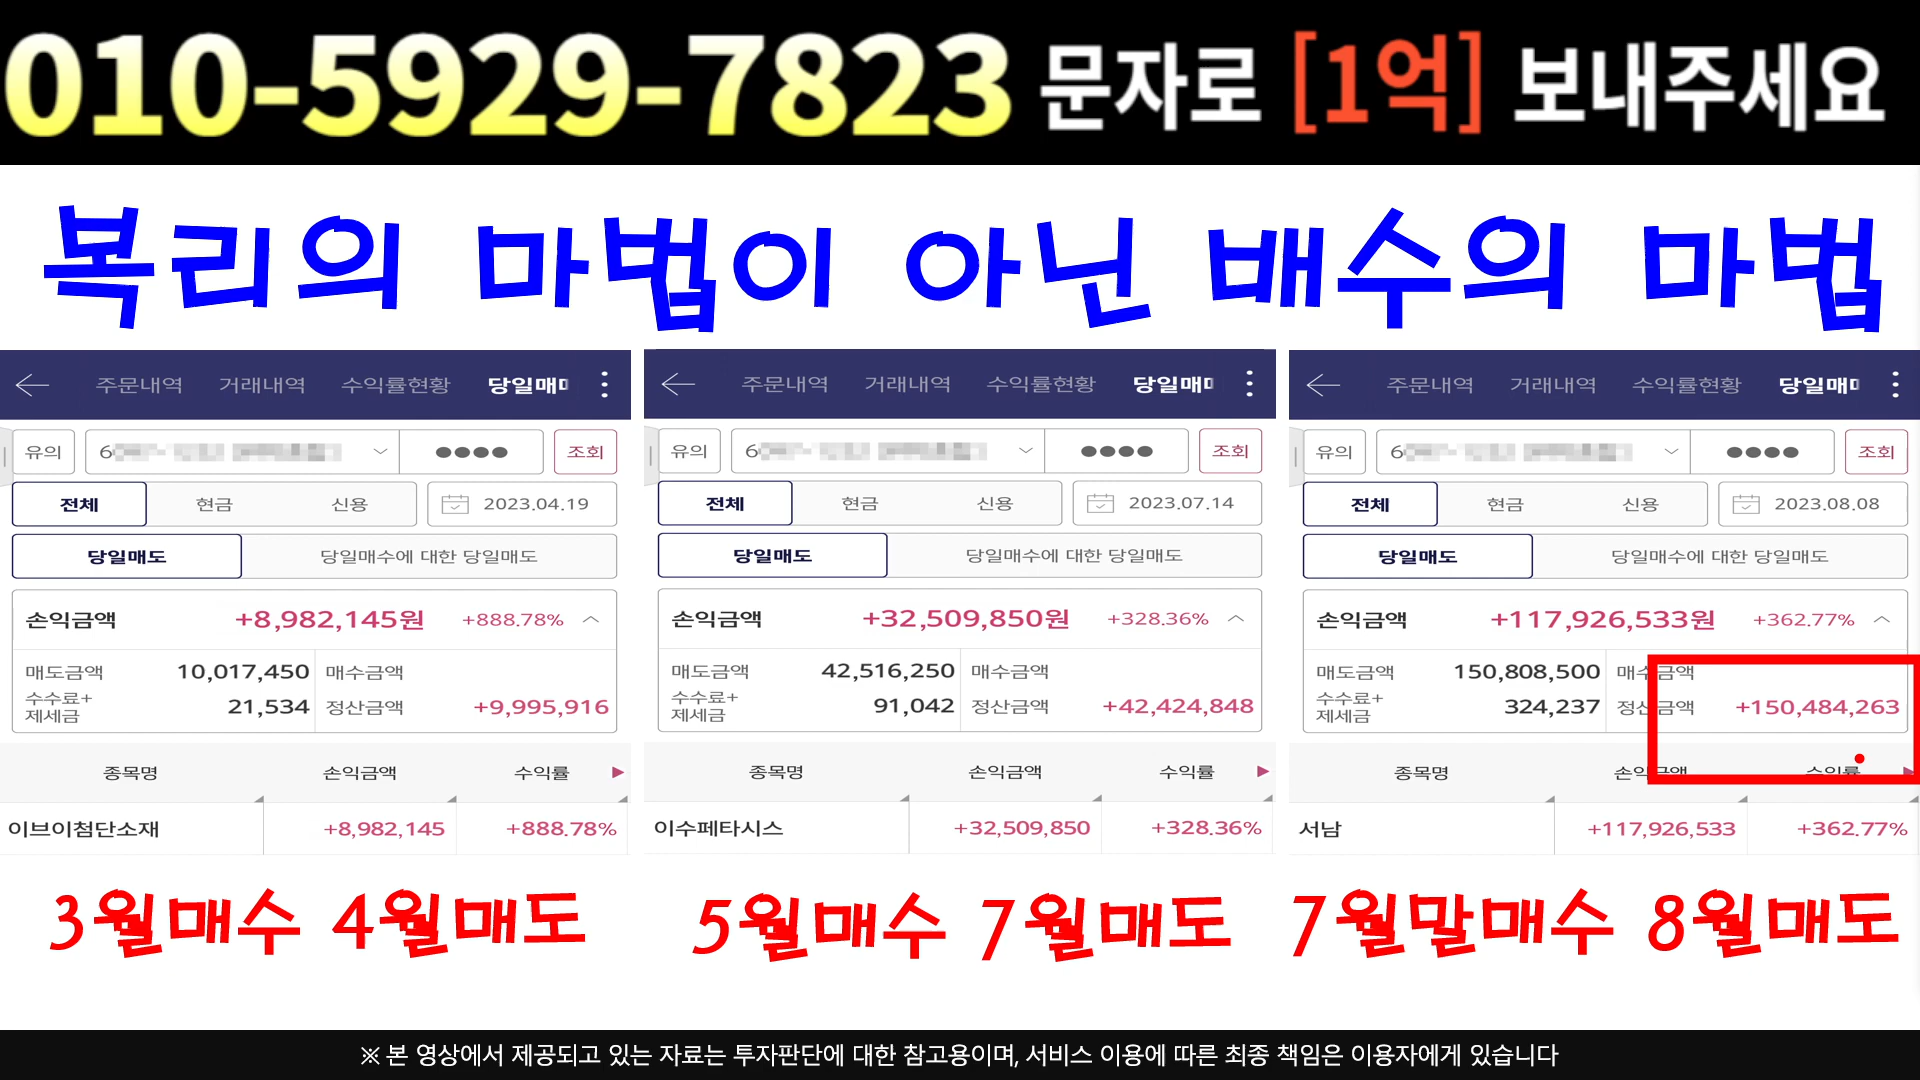 010-5929-7823 문자로 [1억] 보내주세요
복리의 마법이 아닌 배수의 마법
주문내역 거래내역 수익률현황 당일매
유의 6 ●●●● 조회
전체 현금 신용 2023.04.19
당일매도 당일매수에 대한 당일매도
손익금액 +8,982,145원 +888.78%
매도금액 10,017,450 매수금액
수수료+
제세금 21,534 정산금액 +9,995,916
종목명 손익금액 수익률
이브이첨단소재 +8,982,145 +888.78%
3월매수 4월매도
주문내역 거래내역 수익률현황 당일매
유의 6 ●●●● 조회
전체 현금 신용 2023.07.14
당일매도 당일매수에 대한 당일매도
손익금액 +32,509,850원 +328.36%
매도금액 42,516,250 매수금액
수수료+
제세금 91,042 정산금액 +42,424,848
종목명 손익금액 수익률
이수페타시스 +32,509,850 +328.36%
5월매수 7월매도
주문내역 거래내역 수익률현황 당일매
유의 6 ●●●● 조회
전체 현금 신용 2023.08.08
당일매도 당일매수에 대한 당일매도
손익금액 +117,926,533원 +362.77%
매도금액 150,808,500 매수금액
수수료+
제세금 324,237 정산금액 +150,484,263
종목명 손익금액 수익률
서남 +117,926,533 +362.77%
7월말매수 8월매도
※ 본 영상에서 제공되고 있는 자료는 투자판단에 대한 참고용이며, 서비스 이용에 따른 최종 책임은 이용자에게 있습니다